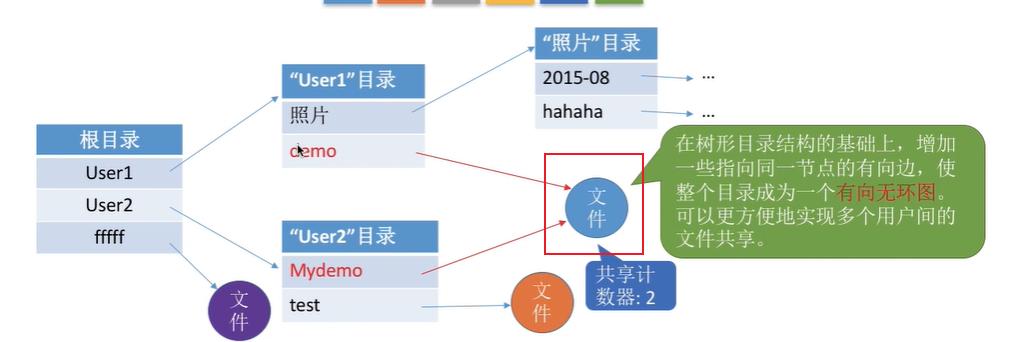 根目录
User1
User2
fffff
文
件
“User1”目录
照片
demo
“User2”目录
Mydemo
test
“照片”目录
2015-08
...
hahaha
...
文
件
共享计
数器: 2
文
件
在树形目录结构的基础上，增加
一些指向同一节点的有向边，使
整个目录成为一个有向无环图。
可以更方便地实现多个用户间的
文件共享。